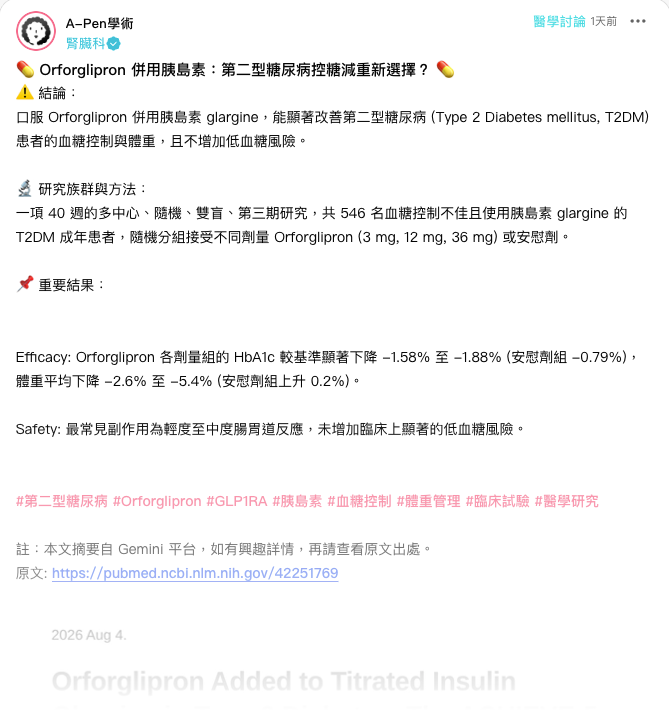 A-Pen學術
腎臟科
醫學討論 1天前
💊 Orforglipron 併用胰島素：第二型糖尿病控糖減重新選擇？ 💊
⚠️ 結論：
口服 Orforglipron 併用胰島素 glargine，能顯著改善第二型糖尿病 (Type 2 Diabetes mellitus, T2DM)
患者的血糖控制與體重，且不增加低血糖風險。
🔬 研究族群與方法：
一項 40 週的多中心、隨機、雙盲、第三期研究，共 546 名血糖控制不佳且使用胰島素 glargine 的
T2DM 成年患者，隨機分組接受不同劑量 Orforglipron (3 mg, 12 mg, 36 mg) 或安慰劑。
📌 重要結果：
Efficacy: Orforglipron 各劑量組的 HbA1c 較基準顯著下降 -1.58% 至 -1.88% (安慰劑組 -0.79%)，
體重平均下降 -2.6% 至 -5.4% (安慰劑組上升 0.2%)。
Safety: 最常見副作用為輕度至中度腸胃道反應，未增加臨床上顯著的低血糖風險。
#第二型糖尿病 #Orforglipron #GLP1RA #胰島素 #血糖控制 #體重管理 #臨床試驗 #醫學研究
註：本文摘要自 Gemini 平台，如有興趣詳情，再請查看原文出處。
原文: https://pubmed.ncbi.nlm.nih.gov/42251769
2026 Aug 4.
Orforglipron Added to Titrated Insulin